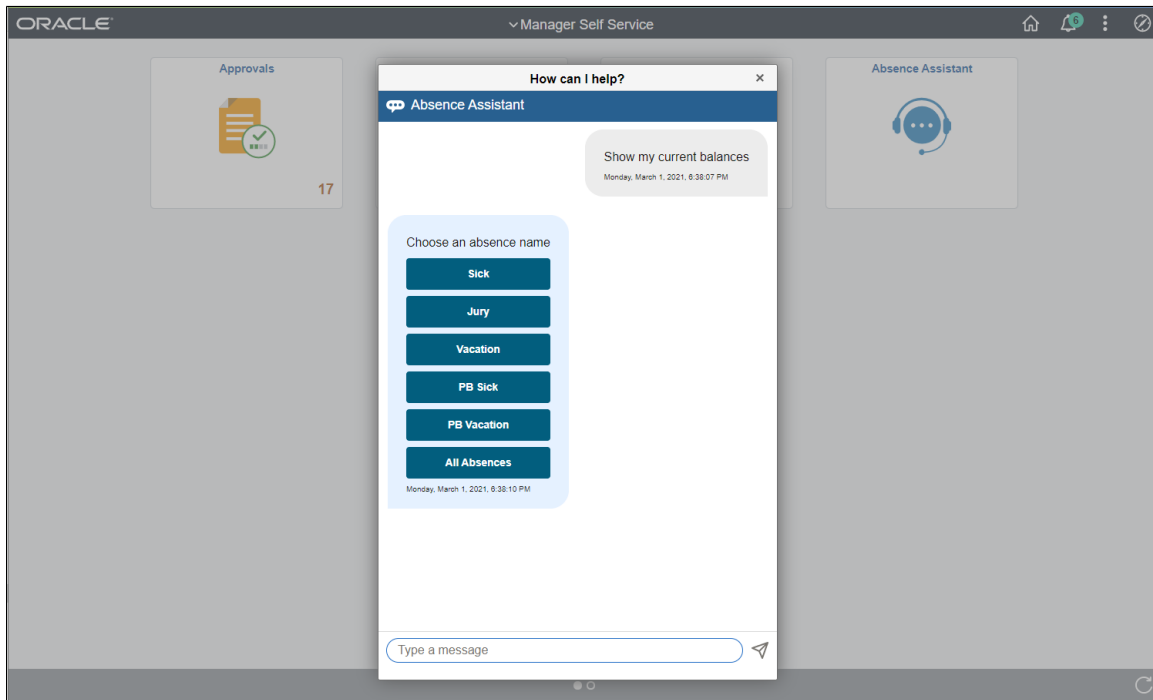 ORACLE
Manager Self Service
6
Approvals
17
Absence Assistant
How can I help?
×
Absence Assistant
Show my current balances
Monday, March 1, 2021, 6:38:07 PM
Choose an absence name
Sick
Jury
Vacation
PB Sick
PB Vacation
All Absences
Monday, March 1, 2021, 6:38:10 PM
Type a message